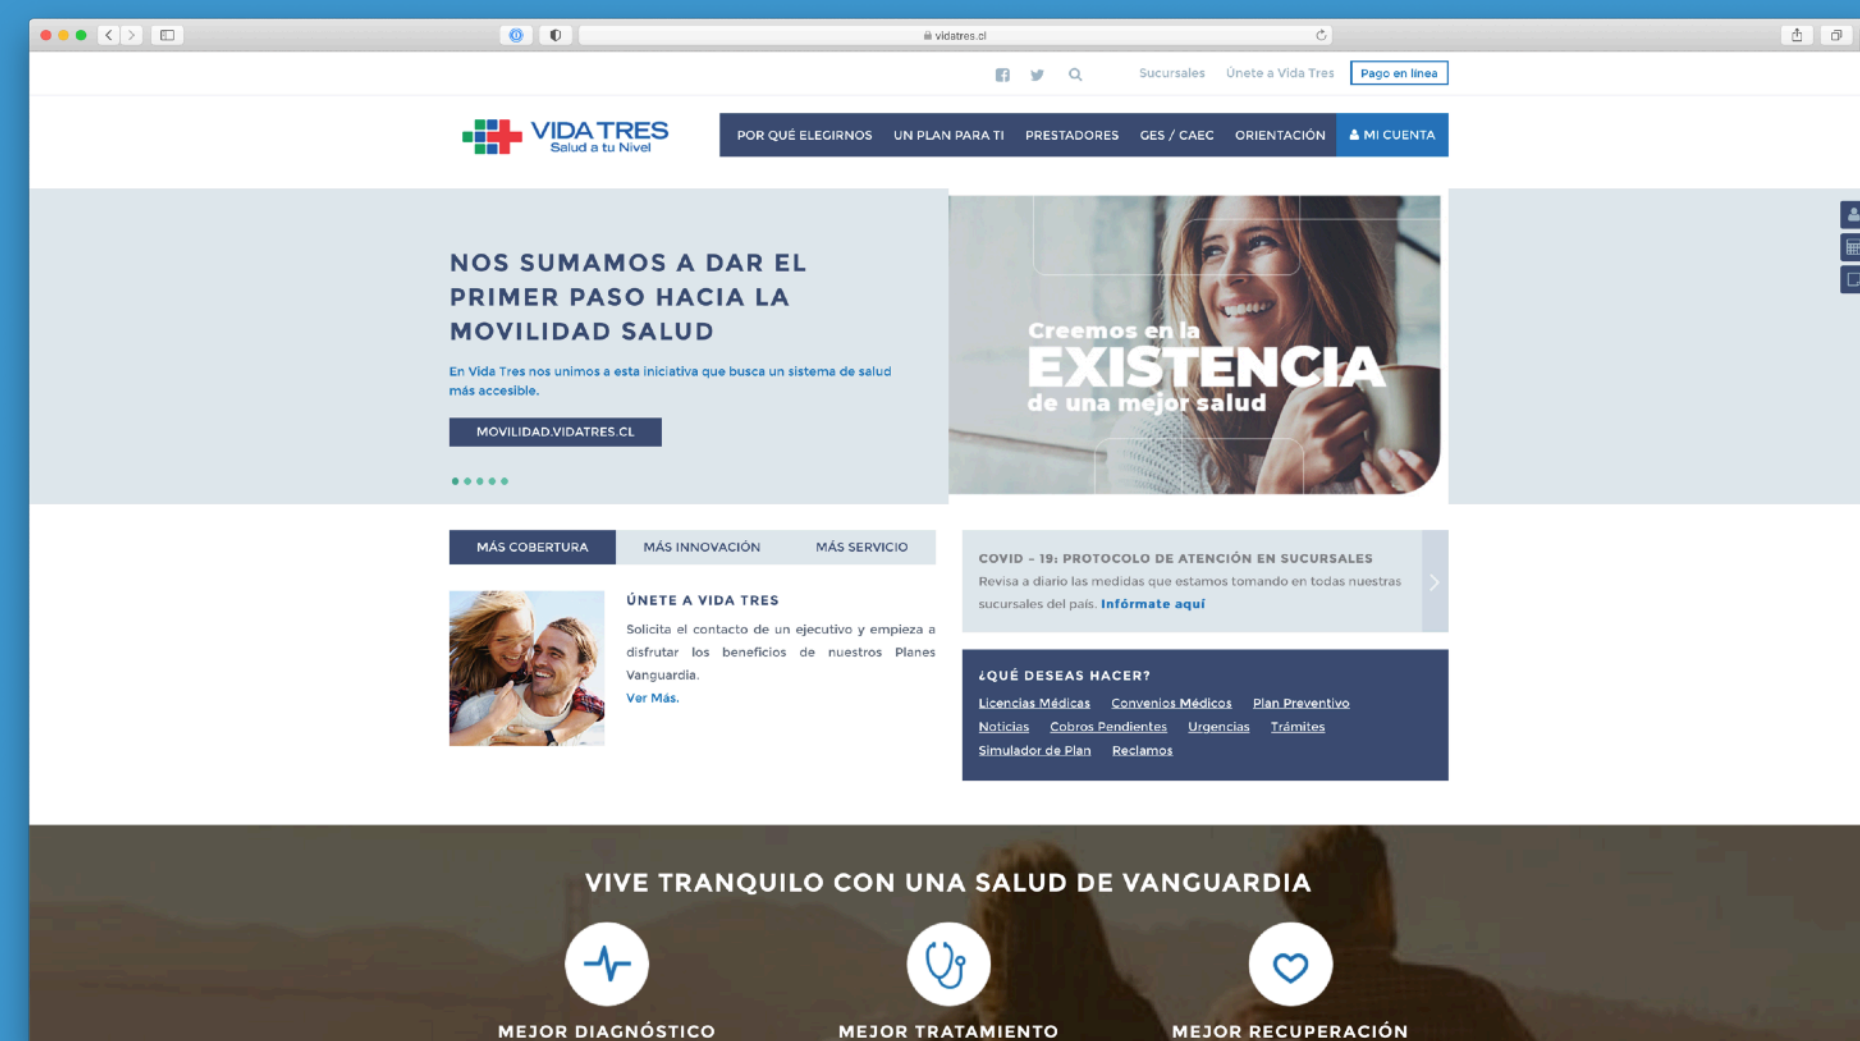 vidatres.cl
Sucursales
Únete a Vida Tres
Pago en línea
VIDA TRES
Salud a tu Nivel
POR QUÉ ELEGIRNOS
UN PLAN PARA TI
PRESTADORES
GES / CAEC
ORIENTACIÓN
MI CUENTA
NOS SUMAMOS A DAR EL
PRIMER PASO HACIA LA
MOVILIDAD SALUD
En Vida Tres nos unimos a esta iniciativa que busca un sistema de salud
más accesible.
MOVILIDAD.VIDATRES.CL
Creemos en la
EXISTENCIA
de una mejor salud
MÁS COBERTURA
MÁS INNOVACIÓN
MÁS SERVICIO
ÚNETE A VIDA TRES
Solicita el contacto de un ejecutivo y empieza a
disfrutar los beneficios de nuestros Planes
Vanguardia.
Ver Más.
COVID - 19: PROTOCOLO DE ATENCIÓN EN SUCURSALES
Revisa a diario las medidas que estamos tomando en todas nuestras
sucursales del país. Infórmate aquí
¿QUÉ DESEAS HACER?
Licencias Médicas Convenios Médicos Plan Preventivo
Noticias Cobros Pendientes Urgencias Trámites
Simulador de Plan Reclamos
VIVE TRANQUILO CON UNA SALUD DE VANGUARDIA
MEJOR DIAGNÓSTICO
MEJOR TRATAMIENTO
MEJOR RECUPERACIÓN